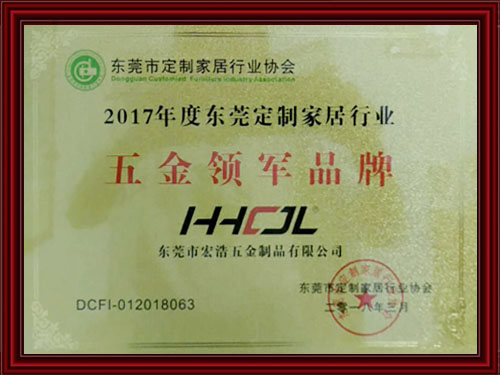 东莞市定制家居行业协会
Dongguan Customized Furniture Industry Association
2017年度东莞定制家居行业
五金领军品牌
HHCJL
东莞市宏浩五金制品有限公司
东莞市定制家居行业协会
DCFI-012018063
二零一八年三月